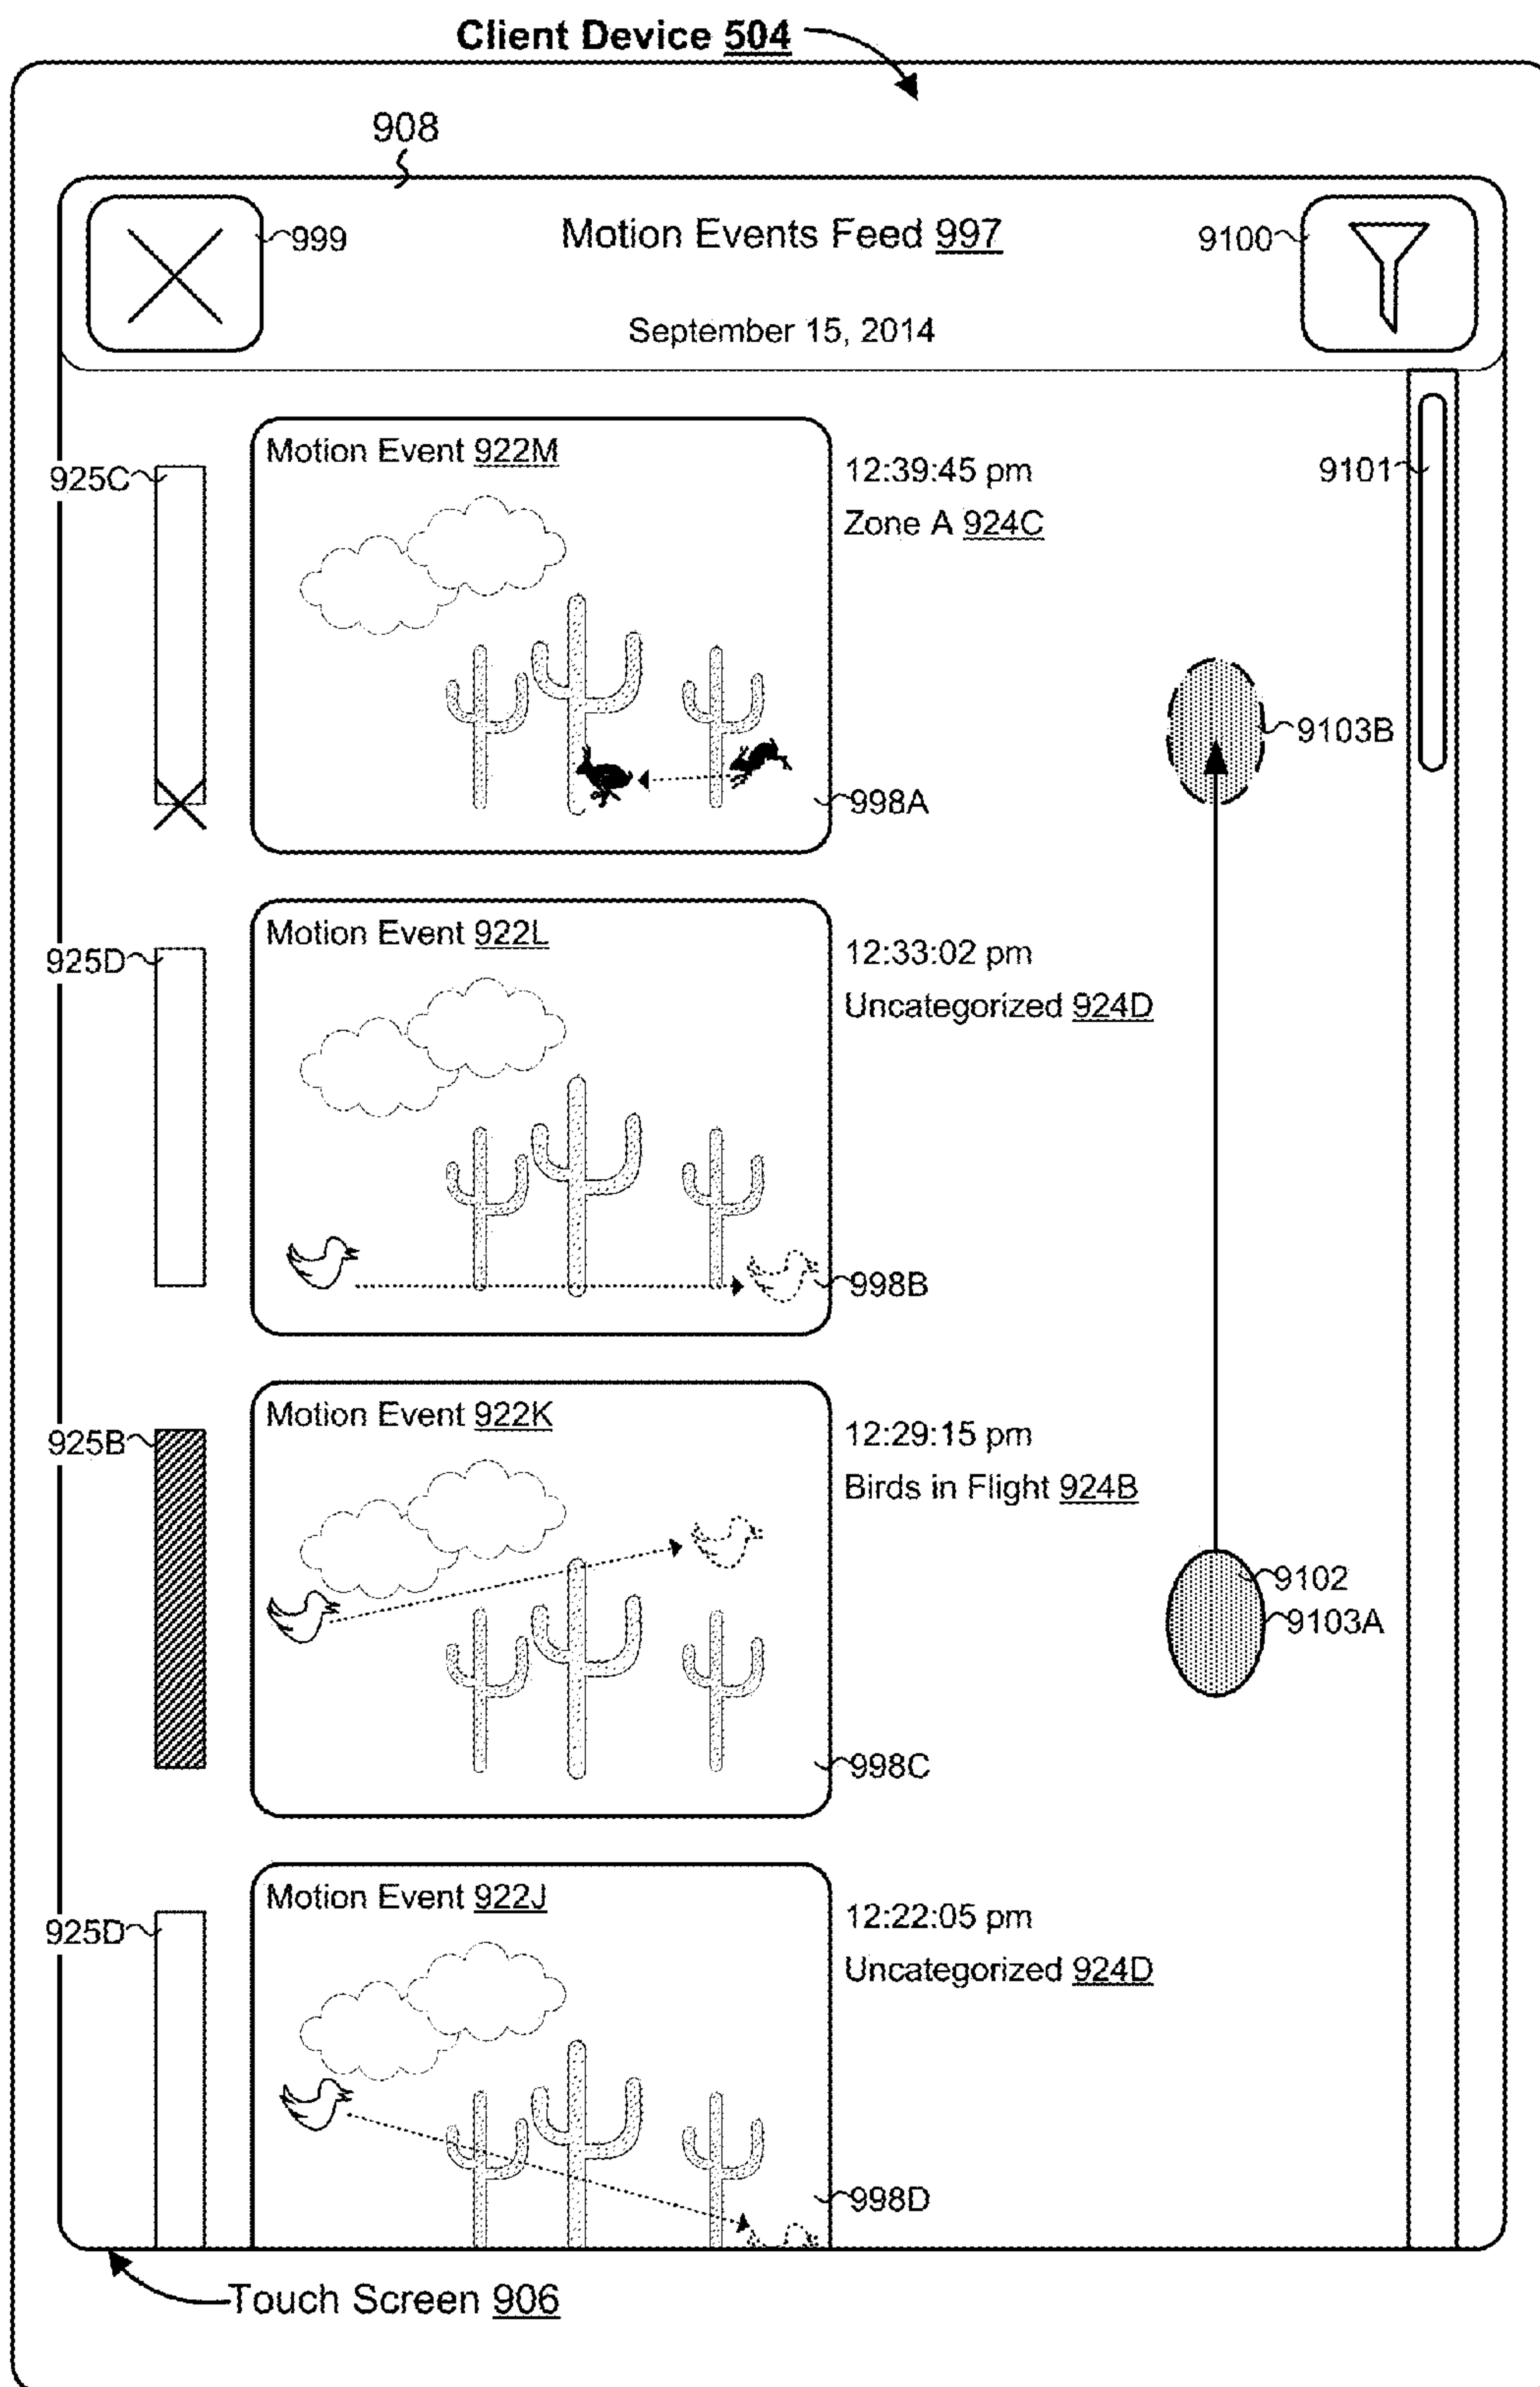 Client Device 504
908
999
Motion Events Feed 997
9100
September 15, 2014
925C
Motion Event 922M
12:39:45 pm
Zone A 924C
9101
9103B
998A
925D
Motion Event 922L
12:33:02 pm
Uncategorized 924D
998B
925B
Motion Event 922K
12:29:15 pm
Birds in Flight 924B
9102
9103A
998C
925D
Motion Event 922J
12:22:05 pm
Uncategorized 924D
998D
Touch Screen 906